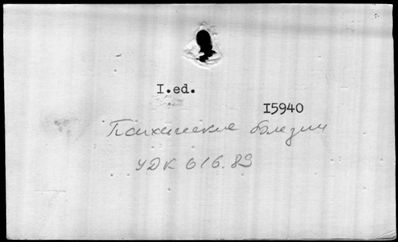 I.ed.
I5940
Психические болезни
УДК 616.89